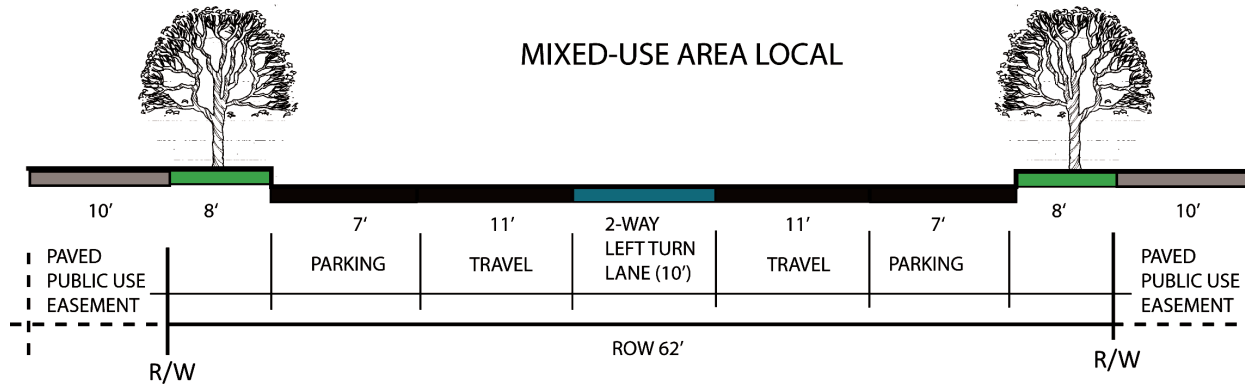 MIXED-USE AREA LOCAL
10' 8' 7' 11' 2-WAY 11' 7' 8' 10'
LEFT TURN
LANE (10')
PAVED
PUBLIC USE
EASEMENT
PARKING
TRAVEL
TRAVEL
PARKING
PAVED
PUBLIC USE
EASEMENT
ROW 62'
R/W
R/W